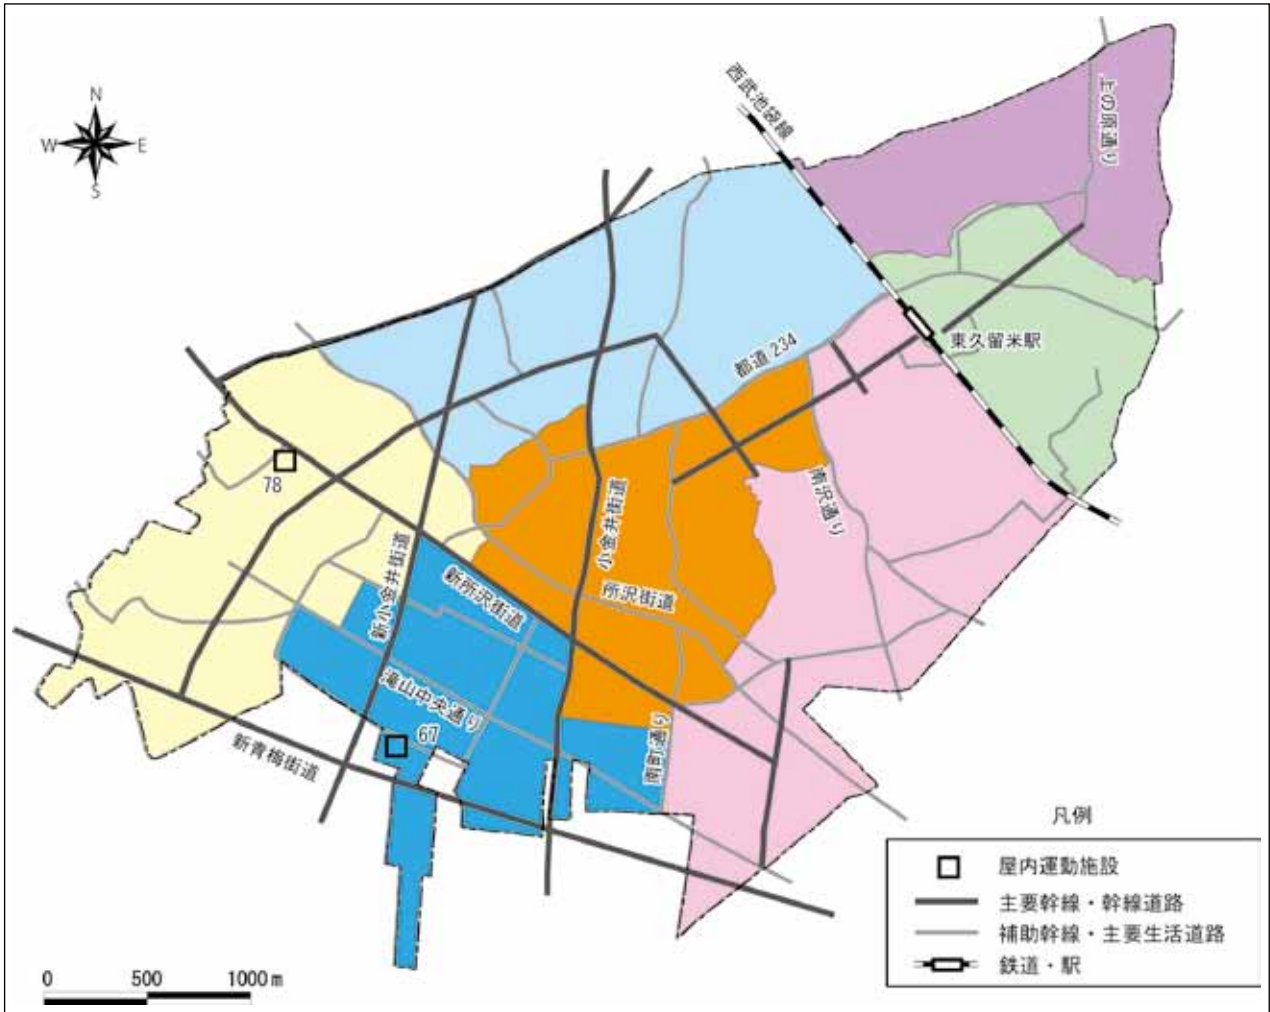 N
W E
S
西武池袋線
上の原通り
東久留米駅
都道 234
78
南沢通り
小金井街道
新小金井街道
新所沢街道
所沢街道
滝山中央通り
67
南町通り
新青梅街道
凡例
屋内運動施設
主要幹線・幹線道路
補助幹線・主要生活道路
鉄道・駅
0 500 1000m